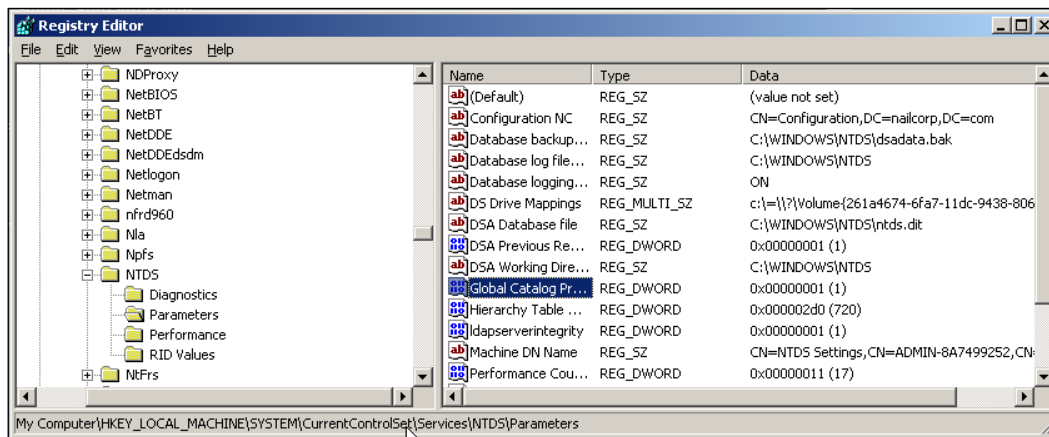 Registry Editor
File Edit View Favorites Help
NDProxy
NetBIOS
NetBT
NetDDE
NetDDEdsdm
Netlogon
Netman
nfrd960
Nla
Npfs
NTDS
Diagnostics
Parameters
Performance
RID Values
NtFrs
Name Type Data
(Default) REG_SZ (value not set)
Configuration NC REG_SZ CN=Configuration,DC=nailcorp,DC=com
Database backup... REG_SZ C:\WINDOWS\NTDS\dsadata.bak
Database log file... REG_SZ C:\WINDOWS\NTDS
Database logging... REG_SZ ON
DS Drive Mappings REG_MULTI_SZ c:\=\\?\Volume{261a4674-6fa7-11dc-9438-806
DSA Database file REG_SZ C:\WINDOWS\NTDS\ntds.dit
DSA Previous Re... REG_DWORD 0x00000001 (1)
DSA Working Dire... REG_SZ C:\WINDOWS\NTDS
Global Catalog Pr... REG_DWORD 0x00000001 (1)
Hierarchy Table ... REG_DWORD 0x000002d0 (720)
ldapserverintegrity REG_DWORD 0x00000001 (1)
Machine DN Name REG_SZ CN=NTDS Settings,CN=ADMIN-8A7499252,CN=
Performance Cou... REG_DWORD 0x00000011 (17)
My Computer\HKEY_LOCAL_MACHINE\SYSTEM\CurrentControlSet\Services\NTDS\Parameters